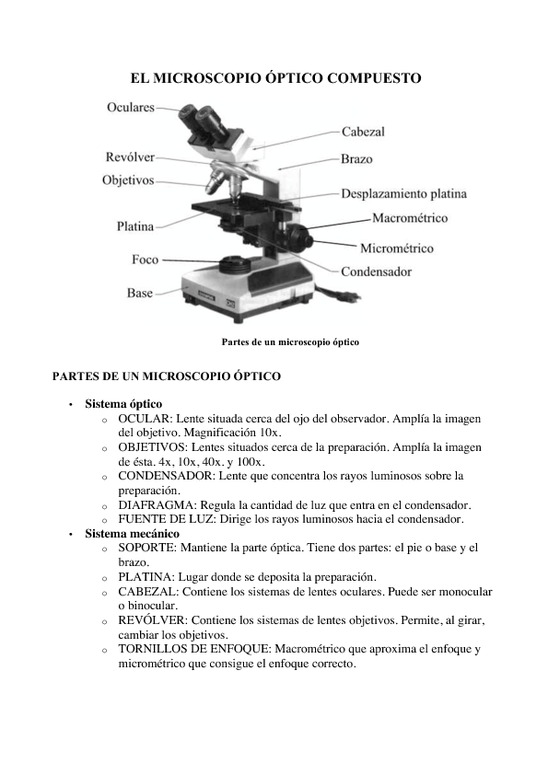 EL MICROSCOPIO ÓPTICO COMPUESTO
Oculares
Cabezal
Revólver
Brazo
Objetivos
Desplazamiento platina
Macrométrico
Platina
Micrométrico
Foco
Condensador
Base
Partes de un microscopio óptico
PARTES DE UN MICROSCOPIO ÓPTICO
• Sistema óptico
o OCULAR: Lente situada cerca del ojo del observador. Amplía la imagen
del objetivo. Magnificación 10x.
o OBJETIVOS: Lentes situados cerca de la preparación. Amplía la imagen
de ésta. 4x, 10x, 40x. y 100x.
o CONDENSADOR: Lente que concentra los rayos luminosos sobre la
preparación.
o DIAFRAGMA: Regula la cantidad de luz que entra en el condensador.
o FUENTE DE LUZ: Dirige los rayos luminosos hacia el condensador.
• Sistema mecánico
o SOPORTE: Mantiene la parte óptica. Tiene dos partes: el pie o base y el
brazo.
o PLATINA: Lugar donde se deposita la preparación.
o CABEZAL: Contiene los sistemas de lentes oculares. Puede ser monocular
o binocular.
o REVÓLVER: Contiene los sistemas de lentes objetivos. Permite, al girar,
cambiar los objetivos.
o TORNILLOS DE ENFOQUE: Macrométrico que aproxima el enfoque y
micrométrico que consigue el enfoque correcto.